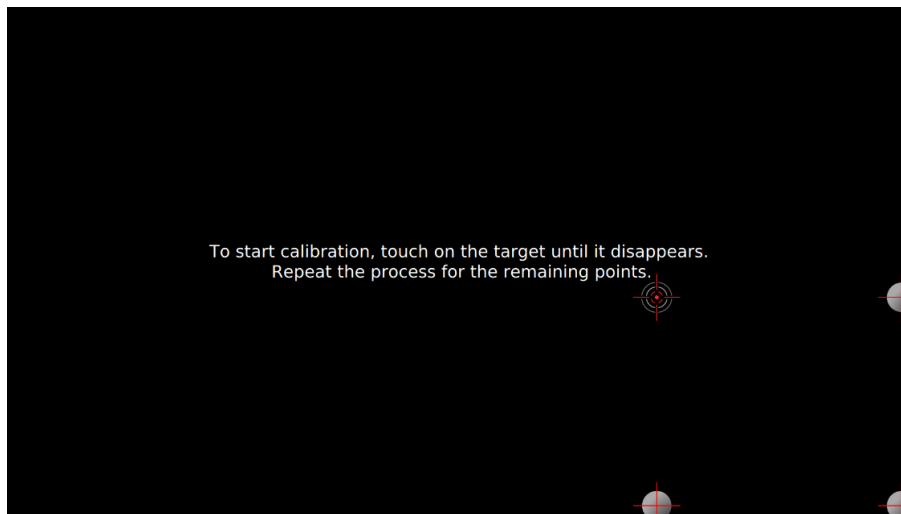 To start calibration, touch on the target until it disappears.
Repeat the process for the remaining points.